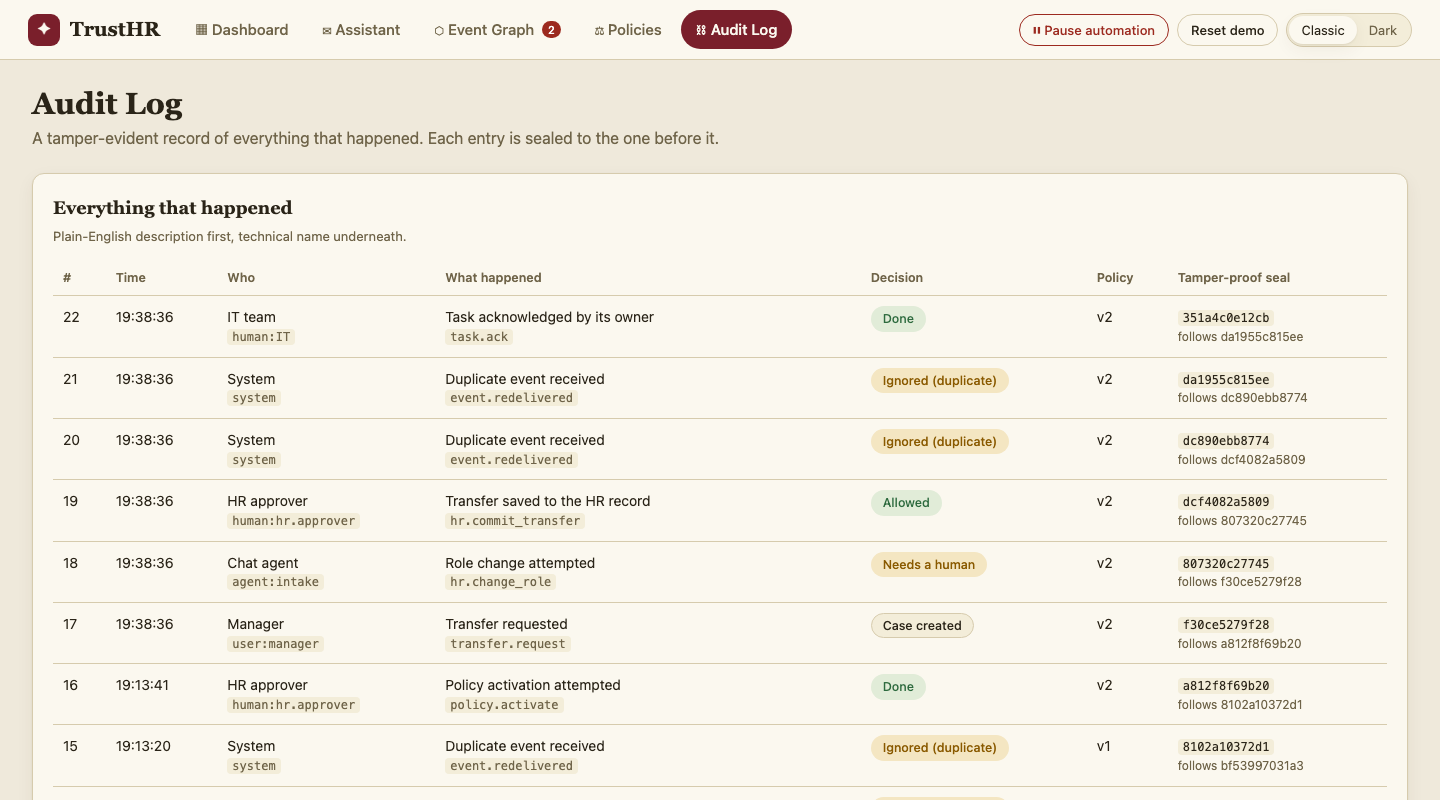 TrustHR
Dashboard
Assistant
Event Graph 2
Policies
Audit Log
Pause automation
Reset demo
Classic
Dark
Audit Log
A tamper-evident record of everything that happened. Each entry is sealed to the one before it.
Everything that happened
Plain-English description first, technical name underneath.
# Time Who What happened Decision Policy Tamper-proof seal
22 19:38:36 IT team Task acknowledged by its owner Done v2 351a4c0e12cb
human:IT task.ack follows da1955c815ee
21 19:38:36 System Duplicate event received Ignored (duplicate) v2 da1955c815ee
system event.redelivered follows dc890ebb8774
20 19:38:36 System Duplicate event received Ignored (duplicate) v2 dc890ebb8774
system event.redelivered follows dcf4082a5809
19 19:38:36 HR approver Transfer saved to the HR record Allowed v2 dcf4082a5809
human:hr.approver hr.commit_transfer follows 807320c27745
18 19:38:36 Chat agent Role change attempted Needs a human v2 807320c27745
agent:intake hr.change_role follows f30ce5279f28
17 19:38:36 Manager Transfer requested Case created v2 f30ce5279f28
user:manager transfer.request follows a812f8f69b20
16 19:13:41 HR approver Policy activation attempted Done v2 a812f8f69b20
human:hr.approver policy.activate follows 8102a10372d1
15 19:13:20 System Duplicate event received Ignored (duplicate) v1 8102a10372d1
system event.redelivered follows bf53997031a3